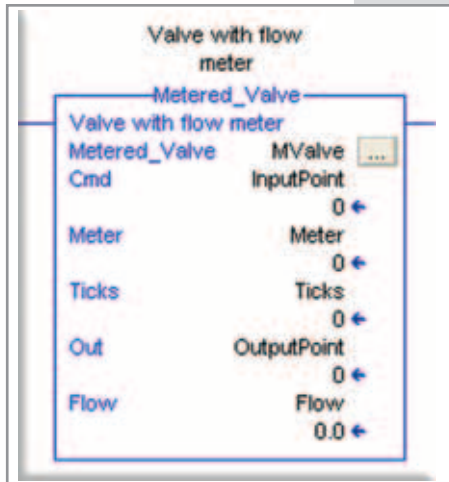 Valve with flow
meter
Metered_Valve
Valve with flow meter
Metered_Valve MValve ...
Cmd InputPoint
0
Meter Meter
0
Ticks Ticks
0
Out OutputPoint
0
Flow Flow
0.0